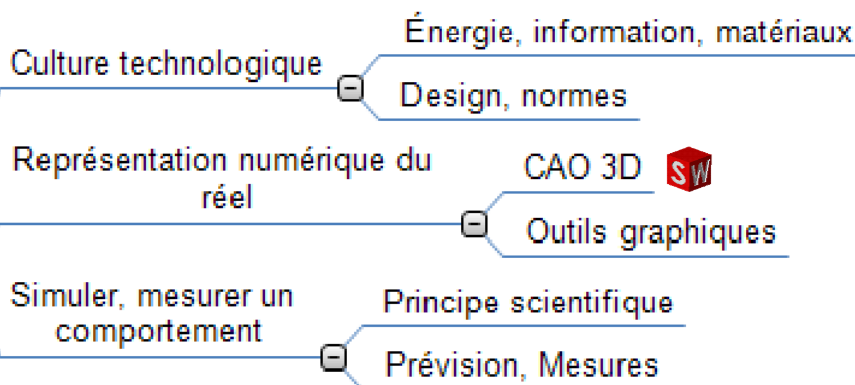 Énergie, information, matériaux
Culture technologique
Design, normes
Représentation numérique du
réel
CAO 3D SW
Outils graphiques
Simuler, mesurer un
comportement
Principe scientifique
Prévision, Mesures